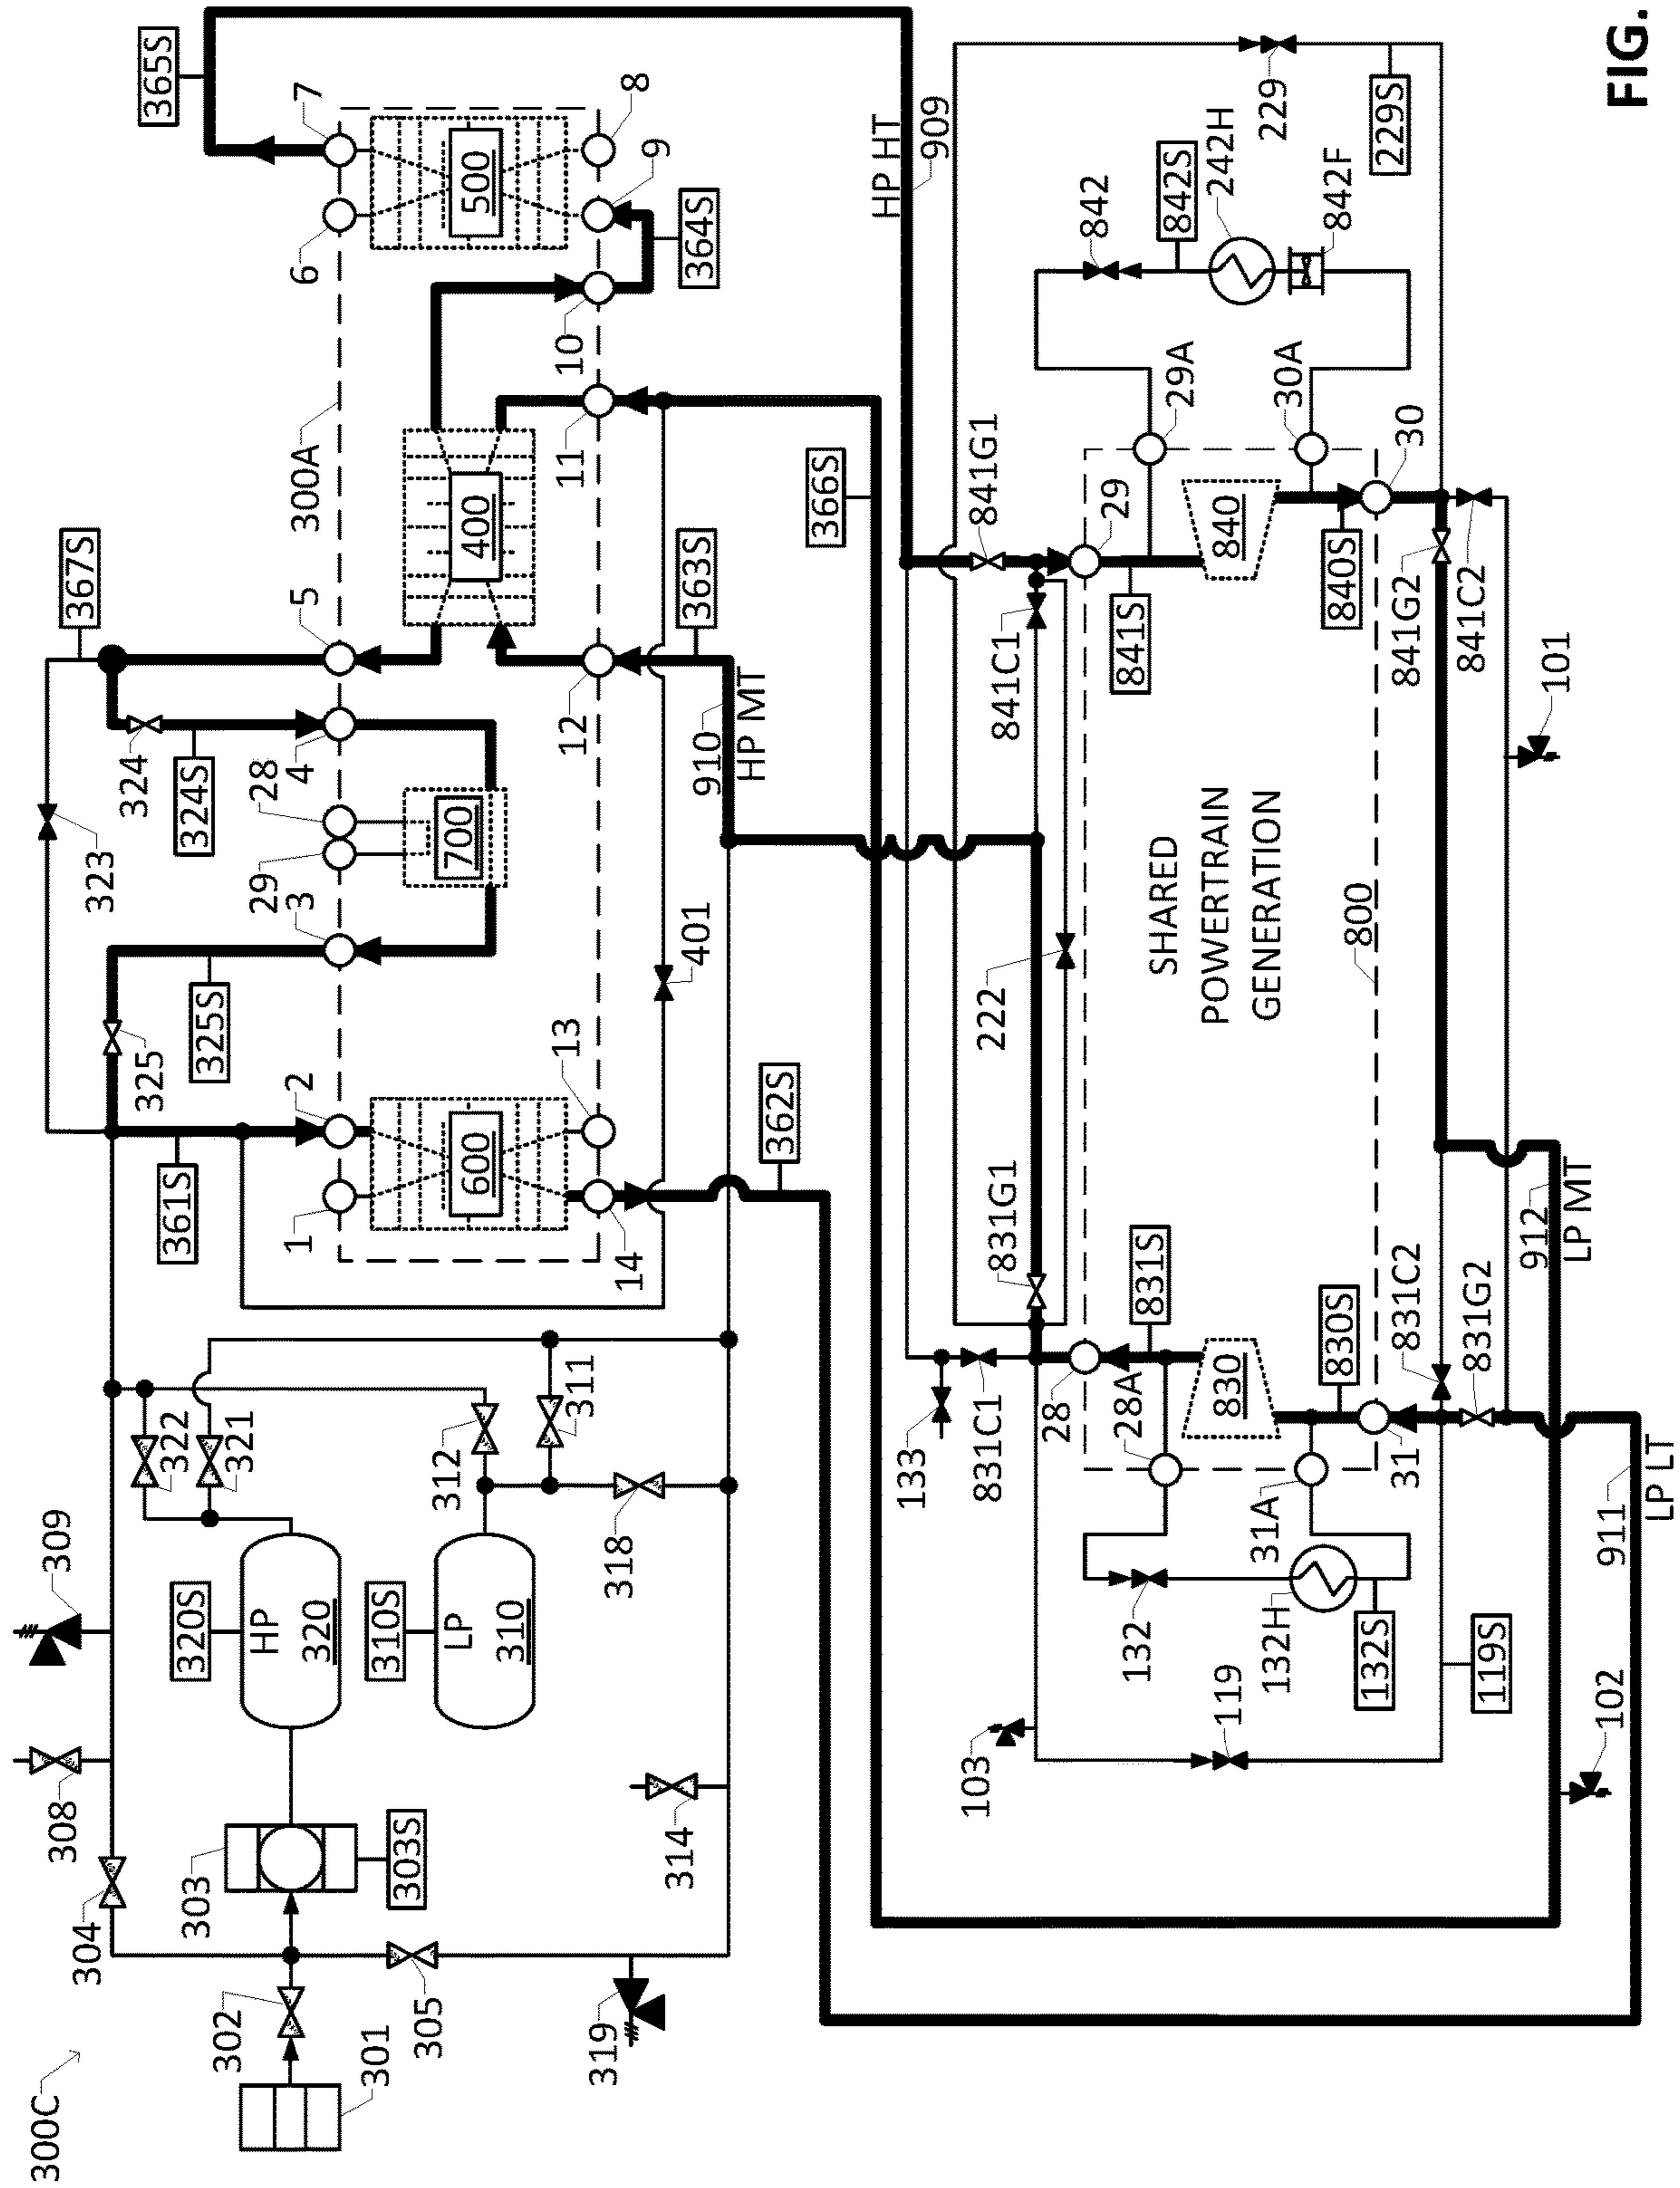 300C
301
302
303
303S
304
305
308
309
HP
320
320S
LP
310
310S
312
311
318
314
319
322
321
361S
325
325S
323
324
324S
367S
300A
1
2
3
29
28
4
5
6
7
365S
600
700
400
500
14
13
12
11
10
9
8
362S
401
363S
364S
910
HP MT
366S
HP HT
909
133
831C1
831G1
222
841C1
841G1
103
119
119S
132
132H
132S
28
28A
31A
31
831S
830
830S
831C2
831G2
SHARED
POWERTRAIN
GENERATION
800
29
841S
840
840S
29A
30A
30
841G2
841C2
842
842S
242H
842F
229
229S
101
102
911
LP LT
912
LP MT
FIG.